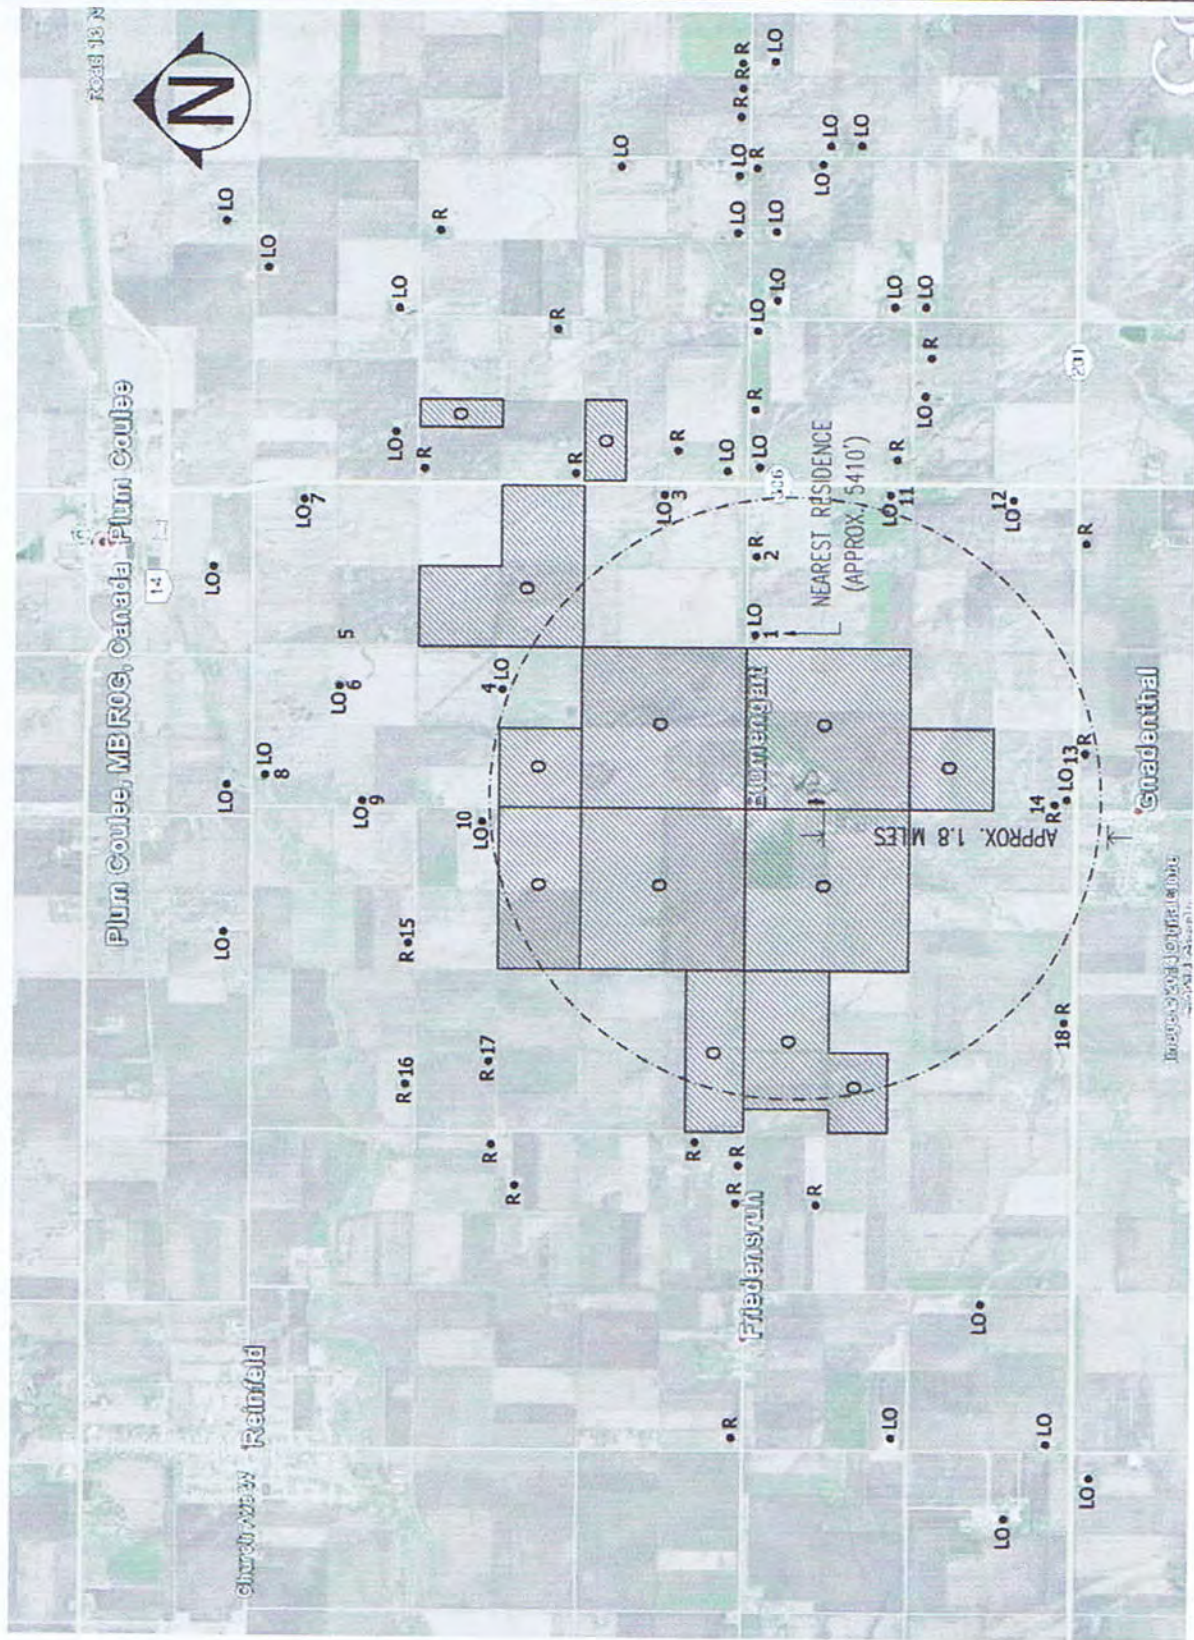 Road 13 N
N
Plum Coulee, MB R0G, Canada
Plum Coulee
14
Church Ave W
Reinfeld
LO
LO
LO
LO
LO
LO
8
LO
7
5
LO
6
LO
9
LO
LO
R
R
R
15
R
16
10
LO
4
LO
R
17
R
R
O
O
O
O
R
R
O
LO
3
R
LO
O
O
R
O
LO
LO
R
R
R
LO
R
LO
LO
LO
R
LO
R
2
LO
1
306
LO
LO
LO
Blumengart
R
R
Friedensruh
R
R
NEAREST RESIDENCE
(APPROX. 5410')
O
O
O
O
LO
LO
LO
LO
LO
11
R
LO
LO
R
LO
O
APPROX. 1.8 MILES
LO
12
LO
LO
LO
LO
R
14
R
LO
13
R
18
R
201
Gnadenthal